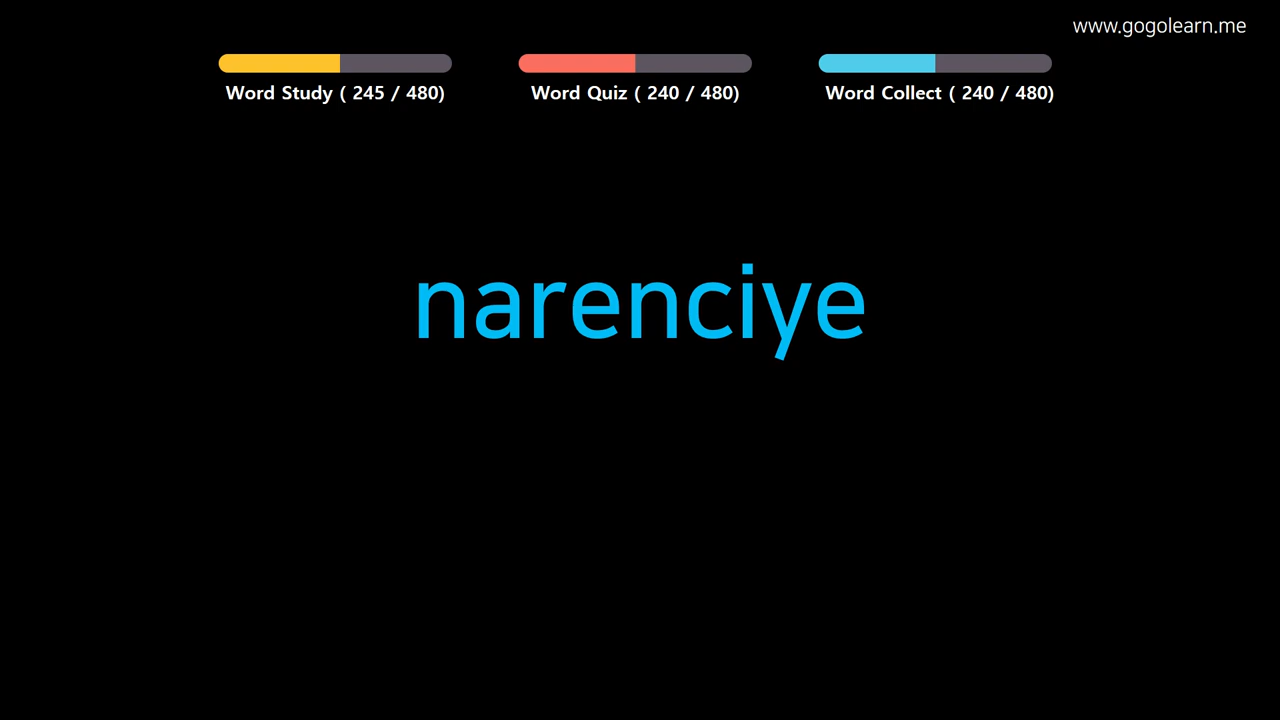 www.gogolearn.me
Word Study ( 245 / 480)
Word Quiz ( 240 / 480)
Word Collect ( 240 / 480)
narenciye